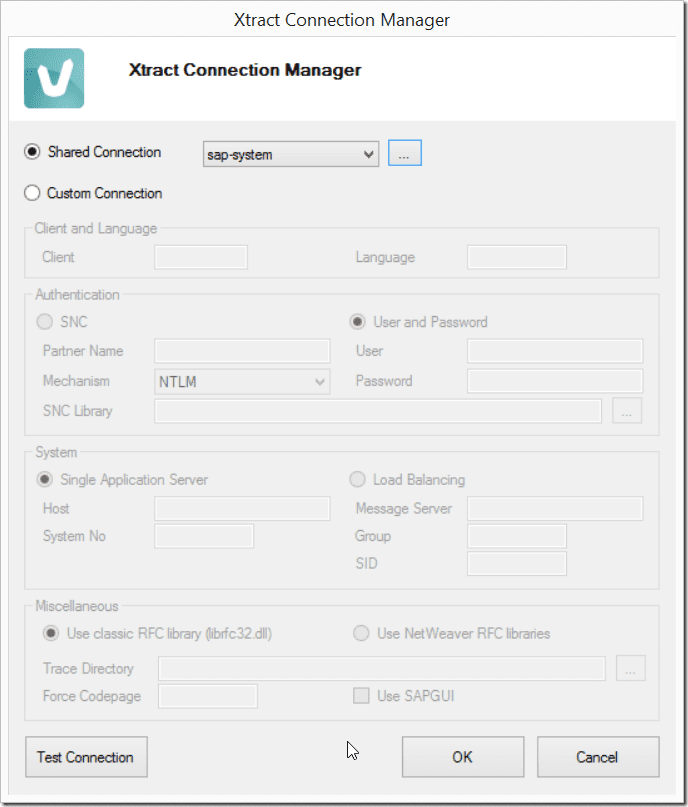 Xtract Connection Manager
Xtract Connection Manager
Shared Connection sap-system ...
Custom Connection
Client and Language
Client Language
Authentication
SNC User and Password
Partner Name User
Mechanism NTLM Password
SNC Library ...
System
Single Application Server Load Balancing
Host Message Server
System No Group
SID
Miscellaneous
Use classic RFC library (librfc32.dll) Use NetWeaver RFC libraries
Trace Directory ...
Force Codepage Use SAPGUI
Test Connection OK Cancel